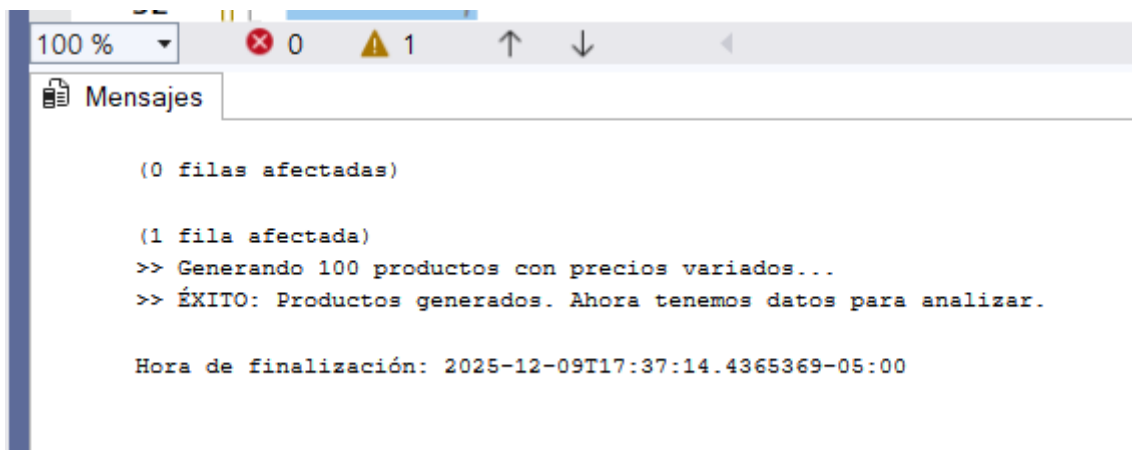 100 % 0 1
Mensajes
(0 filas afectadas)
(1 fila afectada)
>> Generando 100 productos con precios variados...
>> ÉXITO: Productos generados. Ahora tenemos datos para analizar.
Hora de finalización: 2025-12-09T17:37:14.4365369-05:00